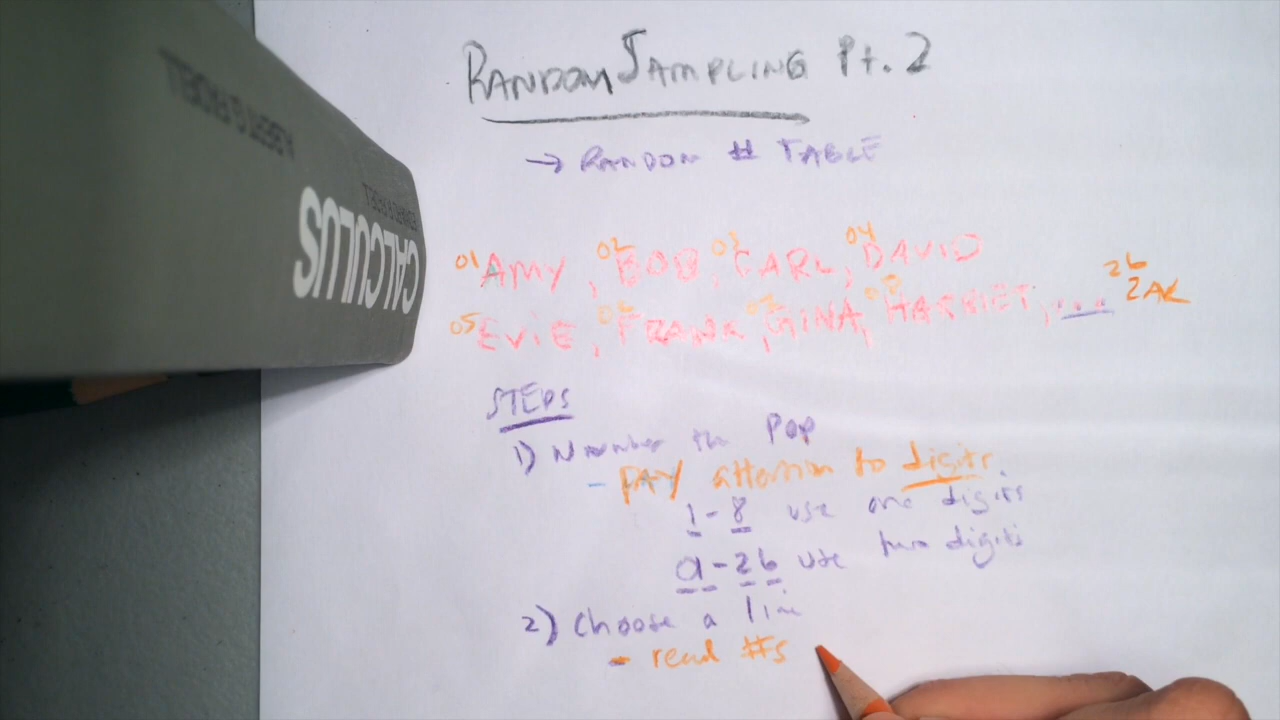 CALCULUS
RANDOM SAMPLING Pt. 2
→ RANDOM # TABLE
01 AMY, 02 BOB, 03 CARL, 04 DAVID
05 EVIE, 06 FRANK, 07 GINA, 08 HARRIET, ... 26 ZAK
STEPS
1) Number the Pop
- PAY attention to digits.
1-8 use one digits
01-26 use two digits
2) Choose a line
- read #s